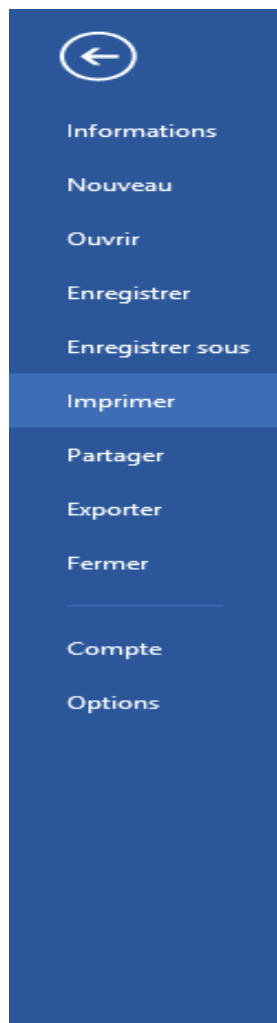 Informations
Nouveau
Ouvrir
Enregistrer
Enregistrer sous
Imprimer
Partager
Exporter
Fermer
Compte
Options